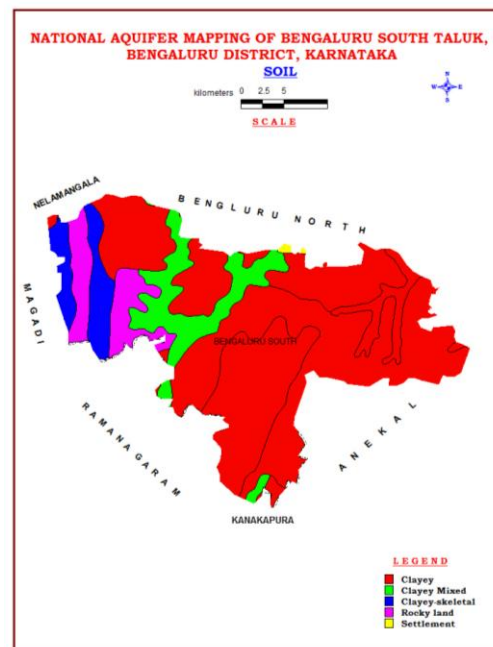 NATIONAL AQUIFER MAPPING OF BENGALURU SOUTH TALUK,
BENGALURU DISTRICT, KARNATAKA
SOIL
N
W E
S
kilometers 0 2.5 5
SCALE
NELAMANGALA
BENGLURU NORTH
MAGADI
BENGALURU SOUTH
RAMANAGARAM
ANEKAL
KANAKAPURA
LEGEND
Clayey
Clayey Mixed
Clayey-skeletal
Rocky land
Settlement